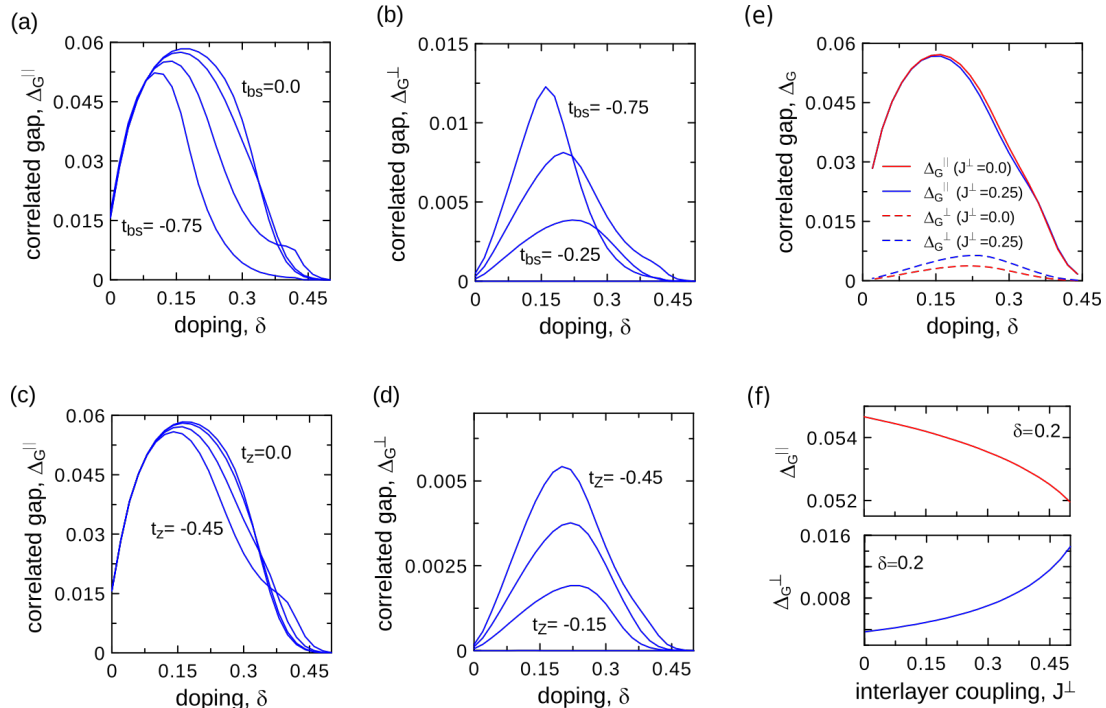 (a)
correlated gap, Δ_G^||
0.06
0.045
0.03
0.015
0
t_bs=0.0
t_bs= -0.75
0 0.15 0.3 0.45
doping, δ
(b)
correlated gap, Δ_G^⊥
0.015
0.01
0.005
0
t_bs= -0.75
t_bs= -0.25
0 0.15 0.3 0.45
doping, δ
(e)
correlated gap, Δ_G
0.06
0.045
0.03
0.015
0
Δ_G^|| (J^⊥=0.0)
Δ_G^|| (J^⊥=0.25)
Δ_G^⊥ (J^⊥=0.0)
Δ_G^⊥ (J^⊥=0.25)
0 0.15 0.3 0.45
doping, δ
(c)
correlated gap, Δ_G^||
0.06
0.045
0.03
0.015
0
t_z=0.0
t_z= -0.45
0 0.15 0.3 0.45
doping, δ
(d)
correlated gap, Δ_G^⊥
0.005
0.0025
0
t_z= -0.45
t_z= -0.15
0 0.15 0.3 0.45
doping, δ
(f)
Δ_G^||
0.054
0.052
δ=0.2
Δ_G^⊥
0.016
0.008
δ=0.2
0 0.15 0.3 0.45
interlayer coupling, J^⊥